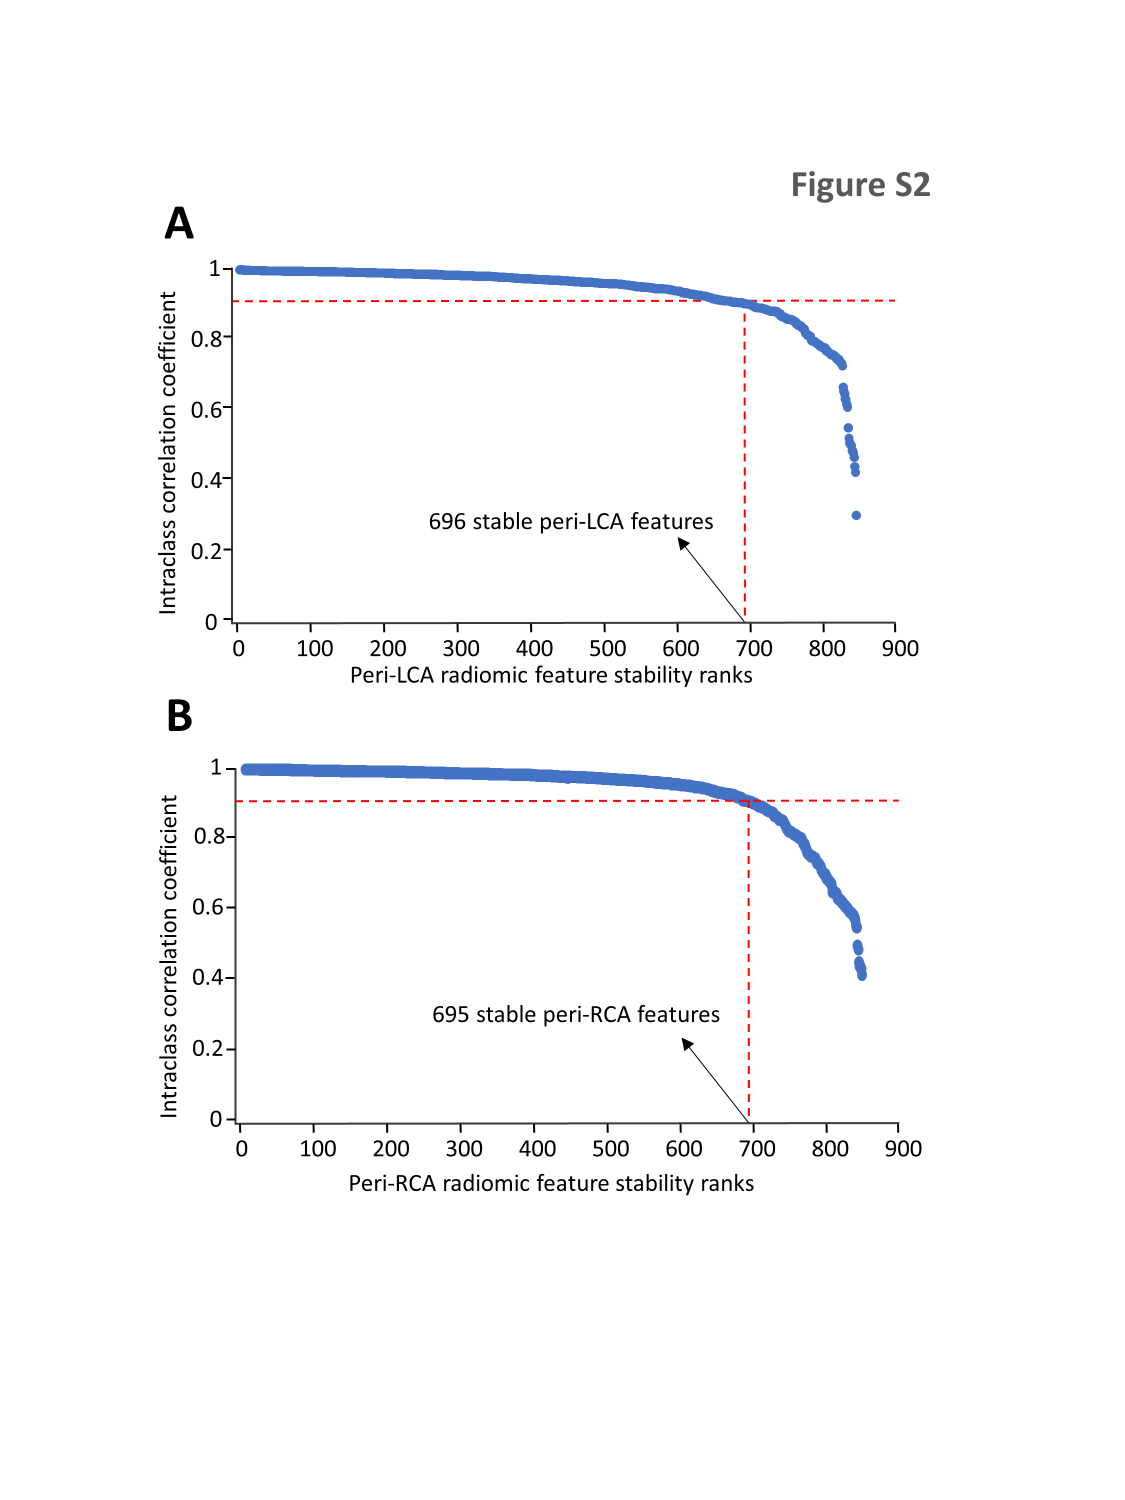 Figure S2
A
Intraclass correlation coefficient
1
0.8
0.6
0.4
0.2
0
696 stable peri-LCA features
0 100 200 300 400 500 600 700 800 900
Peri-LCA radiomic feature stability ranks
B
Intraclass correlation coefficient
1
0.8
0.6
0.4
0.2
0
695 stable peri-RCA features
0 100 200 300 400 500 600 700 800 900
Peri-RCA radiomic feature stability ranks